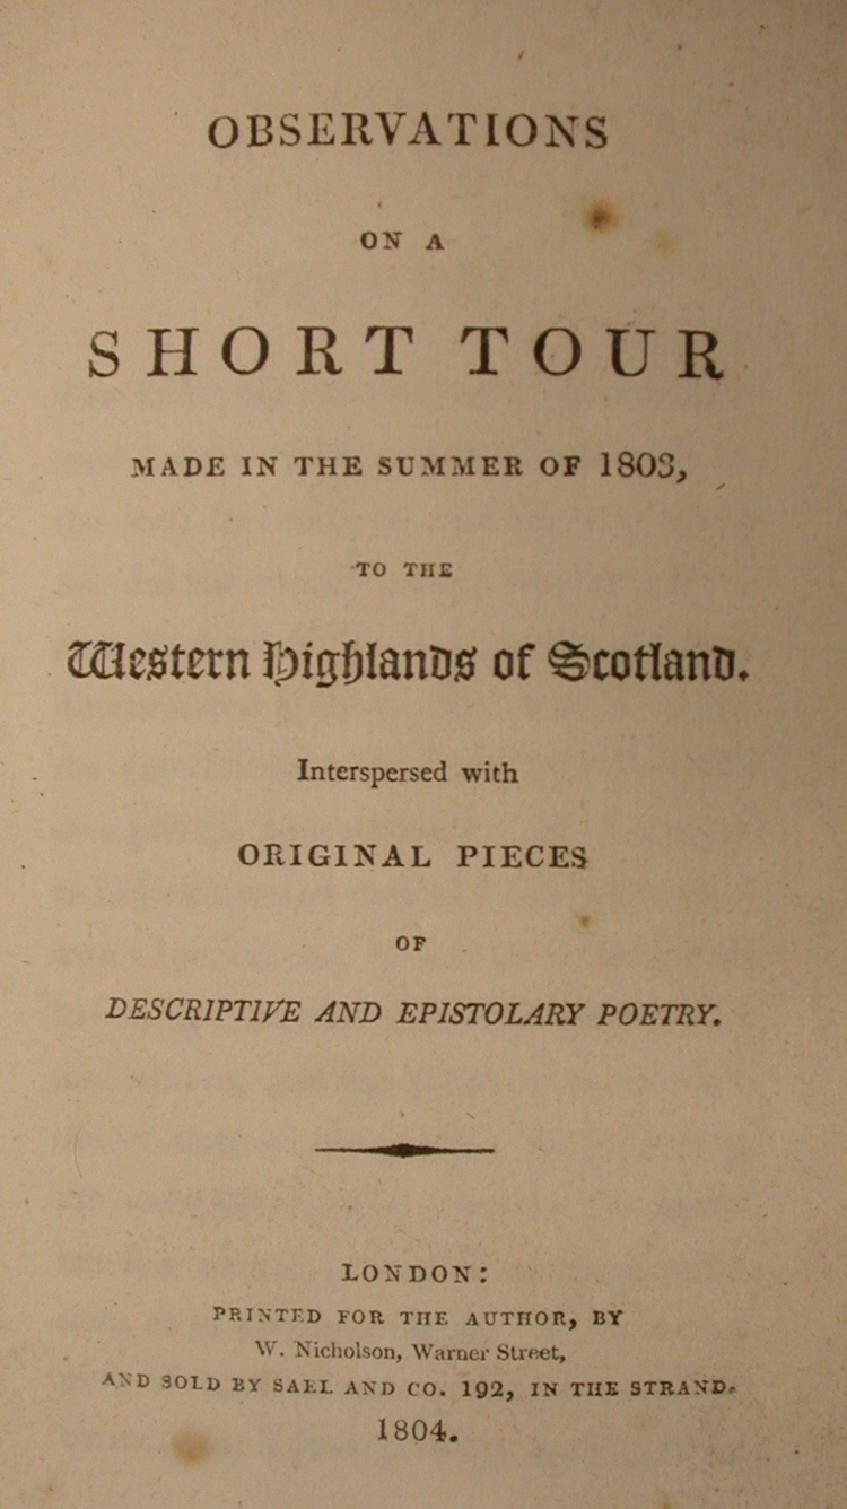 OBSERVATIONS
ON A
SHORT TOUR
MADE IN THE SUMMER OF 1803,
TO THE
Western Highlands of Scotland.
Interspersed with
ORIGINAL PIECES
OF
DESCRIPTIVE AND EPISTOLARY POETRY.
LONDON:
PRINTED FOR THE AUTHOR, BY
W. Nicholson, Warner Street,
AND SOLD BY SAEL AND CO. 192, IN THE STRAND.
1804.